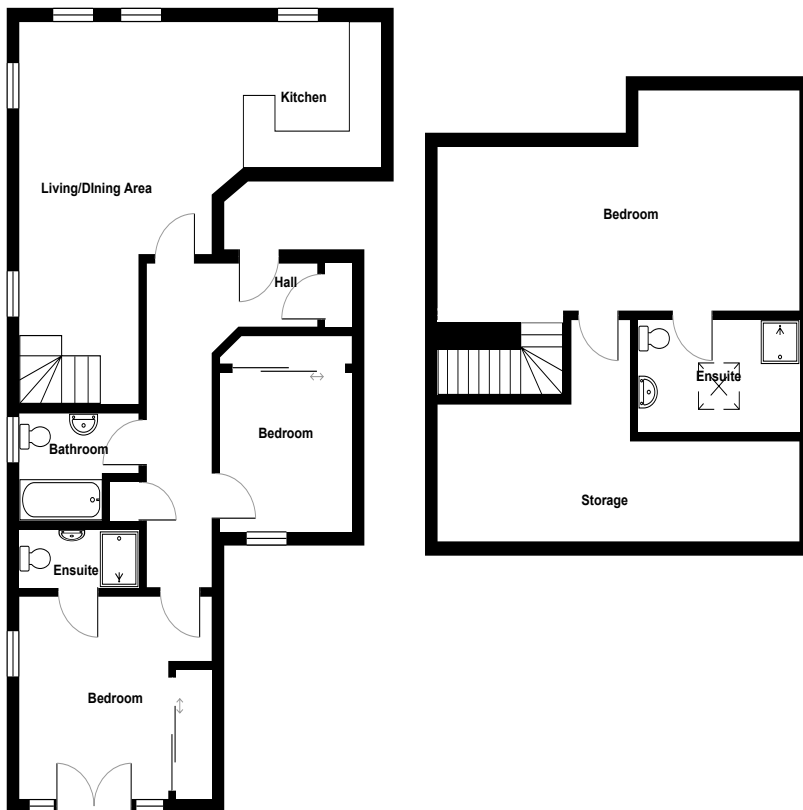 Kitchen
Living/DIning Area
Hall
Bedroom
Bathroom
Ensuite
Bedroom
Bedroom
Ensuite
Storage